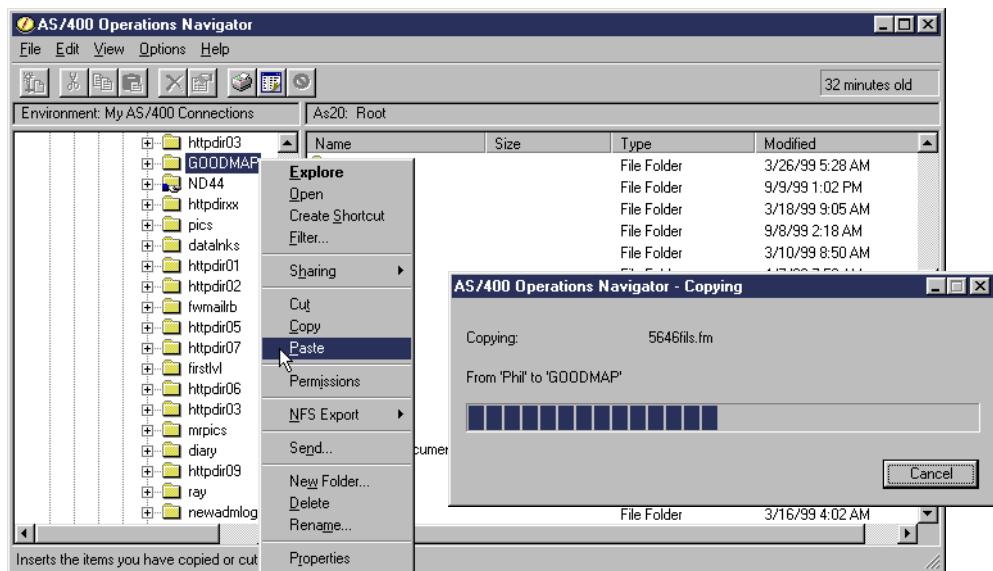 AS/400 Operations Navigator
File Edit View Options Help
32 minutes old
Environment: My AS/400 Connections
As20: Root
Name Size Type Modified
httpdir03
GOODMAP
ND44
httpdirxx
pics
datalnks
httpdir01
httpdir02
fwmailrb
httpdir05
httpdir07
firstlvl
httpdir06
httpdir03
mrpics
diary
httpdir09
ray
newadmlog
Explore
Open
Create Shortcut
Filter...
Sharing
Cut
Copy
Paste
Permissions
NFS Export
Send...
New Folder...
Delete
Rename...
Properties
File Folder 3/26/99 5:28 AM
File Folder 9/9/99 1:02 PM
File Folder 3/18/99 9:05 AM
File Folder 9/8/99 2:18 AM
File Folder 3/10/99 8:50 AM
AS/400 Operations Navigator - Copying
Copying: 5646fils.fm
From 'Phil' to 'GOODMAP'
Cancel
File Folder 3/16/99 4:02 AM
Inserts the items you have copied or cut